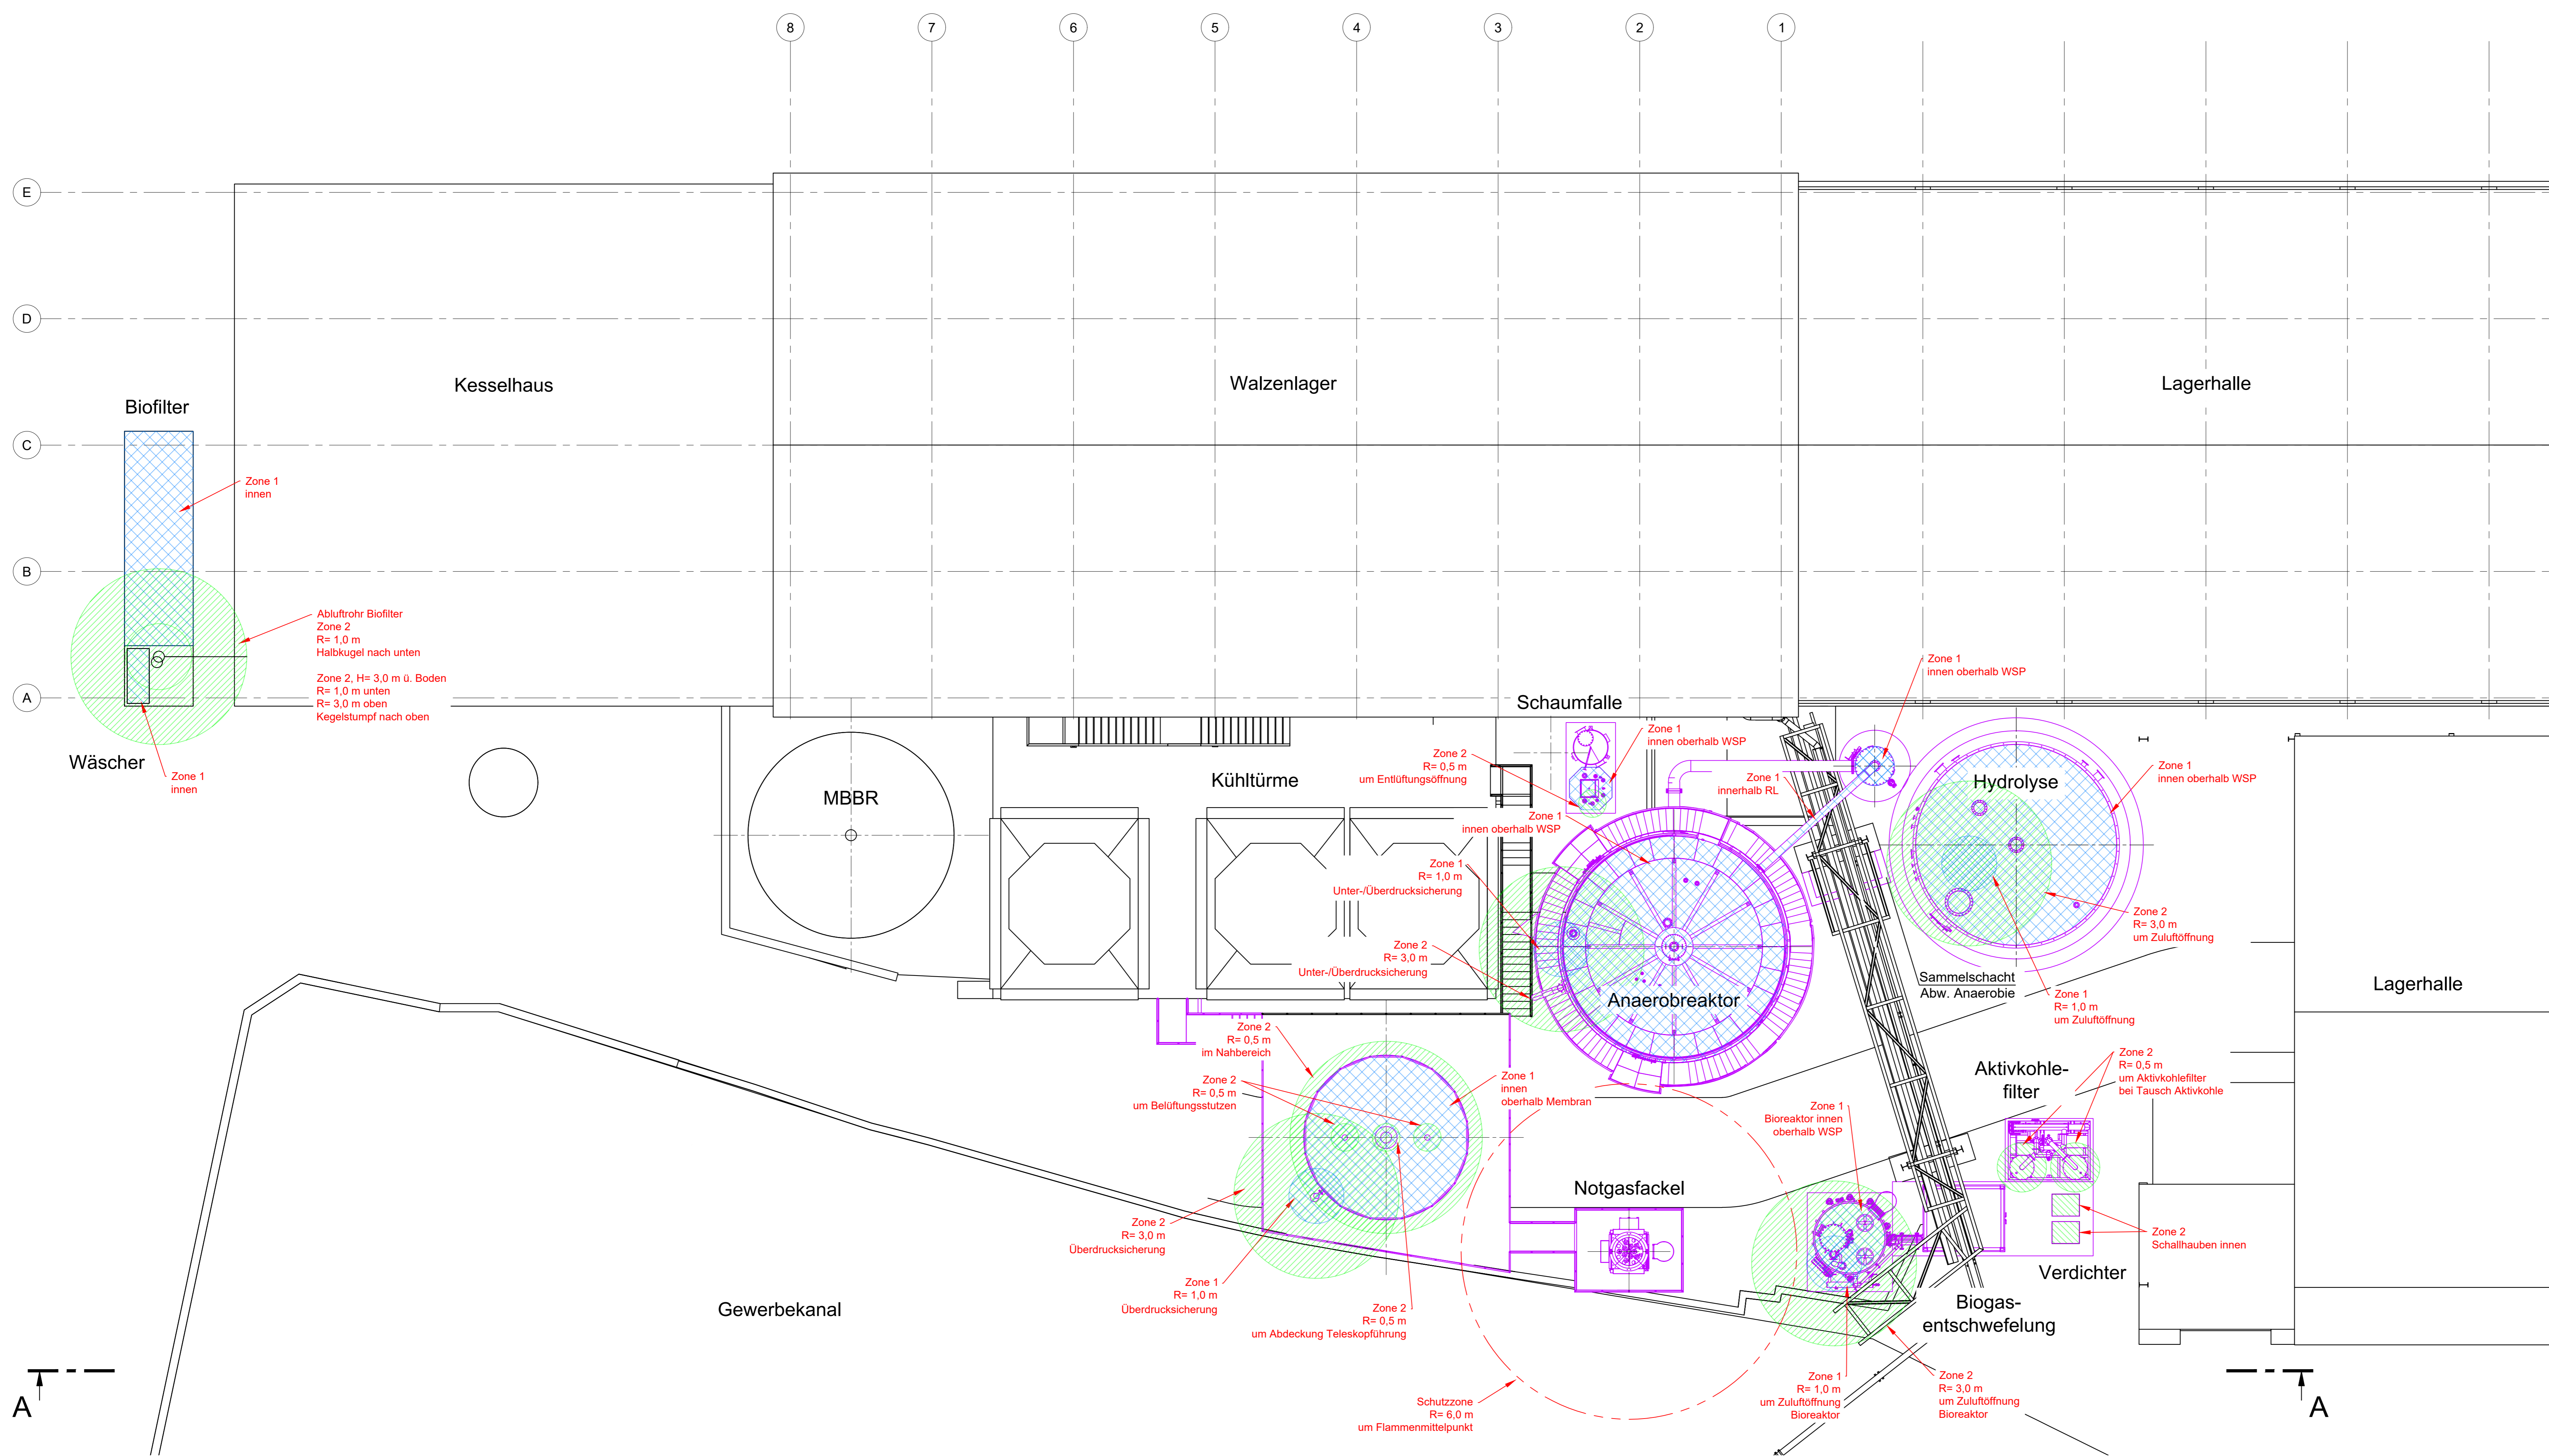 8
7
6
5
4
3
2
1
E
D
C
B
A
Kesselhaus
Walzenlager
Lagerhalle
Biofilter
Zone 1
innen
Abluftrohr Biofilter
Zone 2
R= 1,0 m
Halbkugel nach unten
Zone 2, H= 3,0 m ü. Boden
R= 1,0 m unten
R= 3,0 m oben
Kegelstumpf nach oben
Wäscher
Zone 1
innen
MBBR
Kühltürme
Schaumfalle
Zone 1
innen oberhalb WSP
Zone 2
R= 0,5 m
um Entlüftungsöffnung
Zone 1
innen oberhalb WSP
Zone 1
R= 1,0 m
Unter-/Überdrucksicherung
Zone 2
R= 3,0 m
Unter-/Überdrucksicherung
Anaerobreaktor
Zone 1
innerhalb RL
Zone 1
innen oberhalb WSP
Hydrolyse
Zone 1
innen oberhalb WSP
Zone 2
R= 3,0 m
um Zuluftöffnung
Zone 1
R= 1,0 m
um Zuluftöffnung
Sammelschacht
Abw. Anaerobie
Lagerhalle
Zone 2
R= 0,5 m
im Nahbereich
Zone 2
R= 0,5 m
um Belüftungsstutzen
Zone 1
innen
oberhalb Membran
Zone 2
R= 3,0 m
Überdrucksicherung
Zone 1
R= 1,0 m
Überdrucksicherung
Zone 2
R= 0,5 m
um Abdeckung Teleskopführung
Notgasfackel
Schutzzone
R= 6,0 m
um Flammenmittelpunkt
Zone 1
Bioreaktor innen
oberhalb WSP
Aktivkohle-
filter
Zone 2
R= 0,5 m
um Aktivkohlefilter
bei Tausch Aktivkohle
Zone 2
Schallhauben innen
Verdichter
Biogas-
entschwefelung
Zone 1
R= 1,0 m
um Zuluftöffnung
Bioreaktor
Zone 2
R= 3,0 m
um Zuluftöffnung
Bioreaktor
Gewerbekanal
A
A